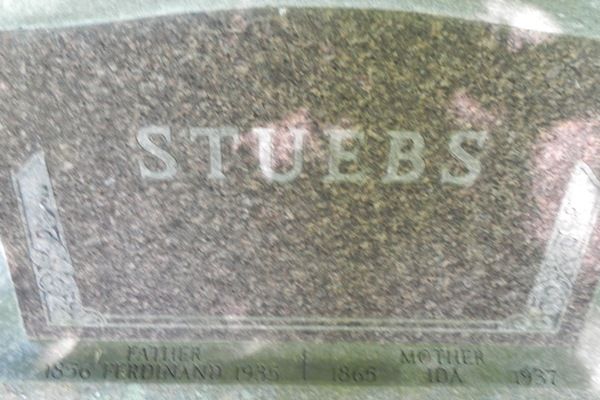 STUEBS
FATHER MOTHER
1856 FERDINAND 1935 1865 IDA 1937